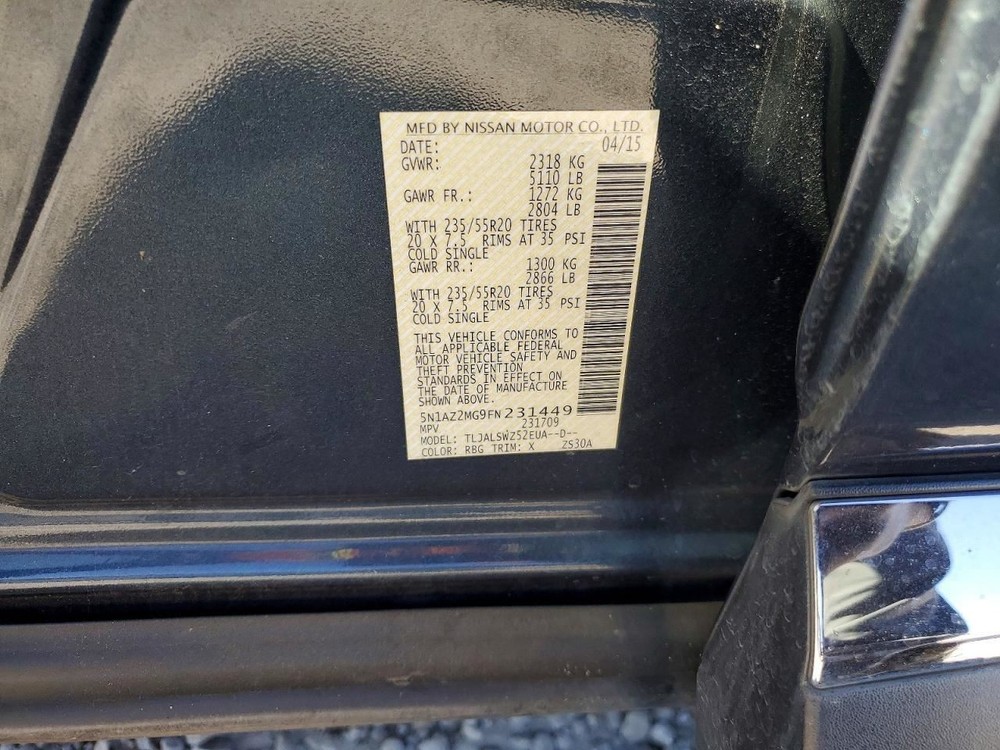 MFD BY NISSAN MOTOR CO., LTD.
DATE: 04/15
GVWR: 2318 KG
5110 LB
GAWR FR.: 1272 KG
2804 LB
WITH 235/55R20 TIRES
20 X 7.5 RIMS AT 35 PSI
COLD SINGLE
GAWR RR.: 1300 KG
2866 LB
WITH 235/55R20 TIRES
20 X 7.5 RIMS AT 35 PSI
COLD SINGLE
THIS VEHICLE CONFORMS TO
ALL APPLICABLE FEDERAL
MOTOR VEHICLE SAFETY AND
THEFT PREVENTION
STANDARDS IN EFFECT ON
THE DATE OF MANUFACTURE
SHOWN ABOVE.
5N1AZ2MG9FN231449
MPV 231709
MODEL: TLJALSWZ52EUA--D--
COLOR: RBG TRIM: X ZS30A